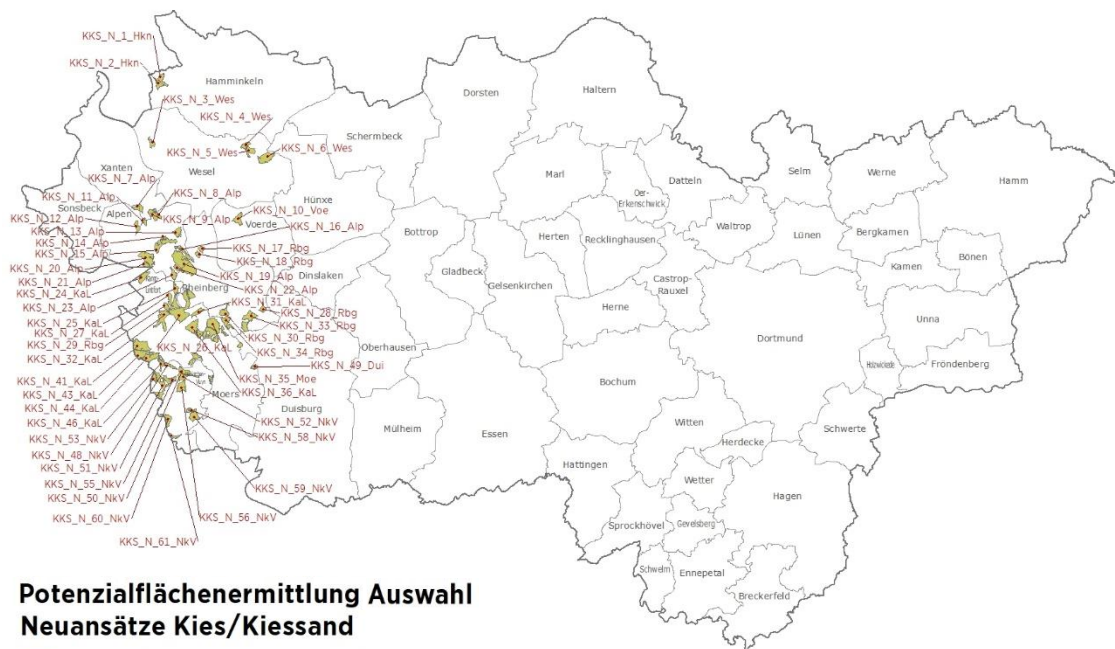 KKS_N_1_Hkn
KKS_N_2_Hkn
Hamminkeln
KKS_N_3_Wes
KKS_N_4_Wes
KKS_N_5_Wes
KKS_N_6_Wes
Wesel
Schermbeck
Dorsten
Haltern
Xanten
KKS_N_7_Alp
KKS_N_11_Alp
KKS_N_8_Alp
Sonsbeck
Alpen
KKS_N_12_Alp
KKS_N_9_Alp
KKS_N_10_Voe
Hünxe
Voerde
KKS_N_13_Alp
KKS_N_14_Alp
KKS_N_15_Alp
KKS_N_16_Alp
KKS_N_17_Rbg
KKS_N_18_Rbg
KKS_N_20_Alp
KKS_N_19_Alp
KKS_N_21_Alp
KKS_N_22_Alp
Dinslaken
KKS_N_24_KaL
Rheinberg
KKS_N_23_Alp
KKS_N_31_KaL
KKS_N_25_KaL
KKS_N_28_Rbg
KKS_N_27_KaL
KKS_N_33_Rbg
KKS_N_29_Rbg
KKS_N_30_Rbg
KKS_N_32_KaL
KKS_N_26_KaL
KKS_N_34_Rbg
KKS_N_49_Dui
KKS_N_41_KaL
KKS_N_35_Moe
KKS_N_43_KaL
KKS_N_36_KaL
KKS_N_44_KaL
Moers
Duisburg
KKS_N_46_KaL
KKS_N_52_NkV
KKS_N_53_NkV
KKS_N_58_NkV
KKS_N_48_NkV
KKS_N_51_NkV
KKS_N_55_NkV
KKS_N_59_NkV
KKS_N_50_NkV
KKS_N_60_NkV
KKS_N_56_NkV
KKS_N_61_NkV
Marl
Oer-
Erkenschwick
Datteln
Selm
Werne
Hamm
Bottrop
Gladbeck
Gelsenkirchen
Herten
Recklinghausen
Waltrop
Lünen
Bergkamen
Kamen
Bönen
Castrop-
Rauxel
Herne
Unna
Oberhausen
Bochum
Dortmund
Holzwickede
Fröndenberg
Mülheim
Essen
Witten
Herdecke
Schwerte
Hattingen
Wetter
Hagen
Sprockhövel
Gevelsberg
Schwelm
Ennepetal
Breckerfeld
Potenzialflächenermittlung Auswahl
Neuansätze Kies/Kiessand